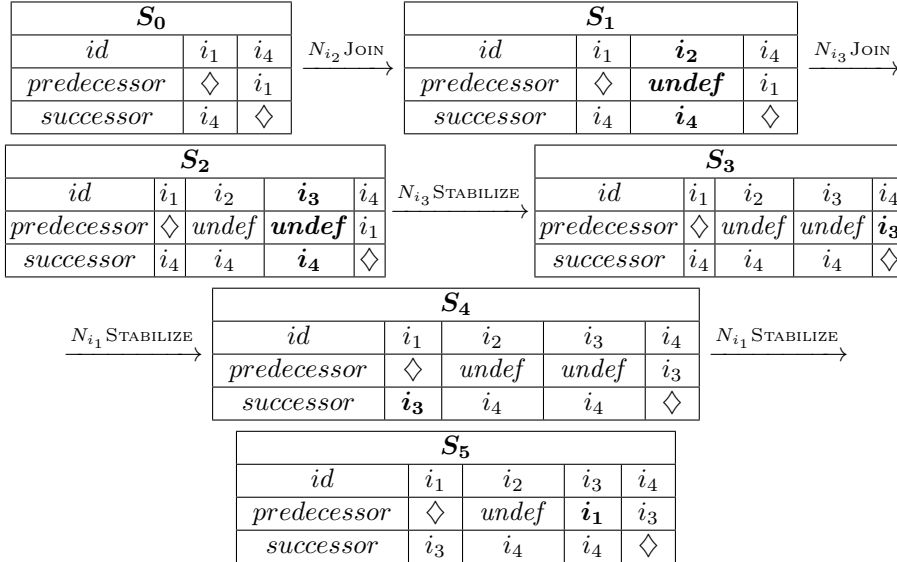 S0 S1
id i1 i4 Ni2 JOIN id i1 i2 i4 Ni3 JOIN
predecessor ◇ i1 predecessor ◇ undef i1
successor i4 ◇ successor i4 i4 ◇
S2 S3
id i1 i2 i3 i4 Ni3 STABILIZE id i1 i2 i3 i4
predecessor ◇ undef undef i1 predecessor ◇ undef undef i3
successor i4 i4 i4 ◇ successor i4 i4 i4 ◇
S4
Ni1 STABILIZE id i1 i2 i3 i4 Ni1 STABILIZE
predecessor ◇ undef undef i3
successor i3 i4 i4 ◇
S5
id i1 i2 i3 i4
predecessor ◇ undef i1 i3
successor i3 i4 i4 ◇